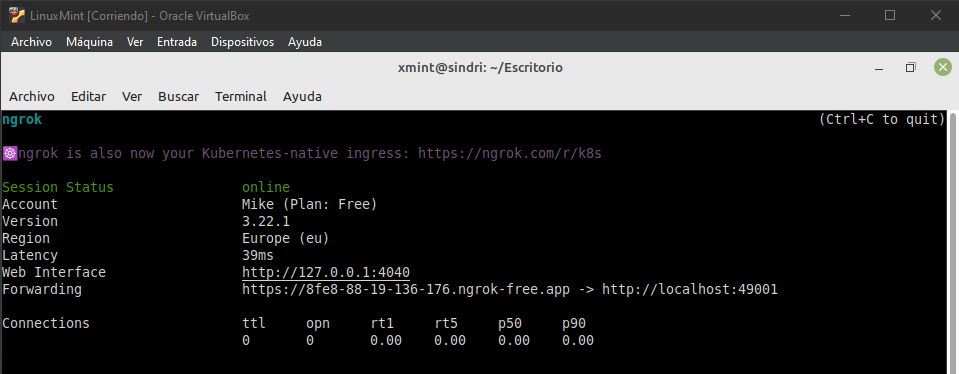 LinuxMint [Corriendo] - Oracle VirtualBox
Archivo Máquina Ver Entrada Dispositivos Ayuda
xmint@sindri: ~/Escritorio
Archivo Editar Ver Buscar Terminal Ayuda
ngrok (Ctrl+C to quit)
ngrok is also now your Kubernetes-native ingress: https://ngrok.com/r/k8s
Session Status online
Account Mike (Plan: Free)
Version 3.22.1
Region Europe (eu)
Latency 39ms
Web Interface http://127.0.0.1:4040
Forwarding https://8fe8-88-19-136-176.ngrok-free.app -> http://localhost:49001
Connections ttl opn rt1 rt5 p50 p90
0 0 0.00 0.00 0.00 0.00